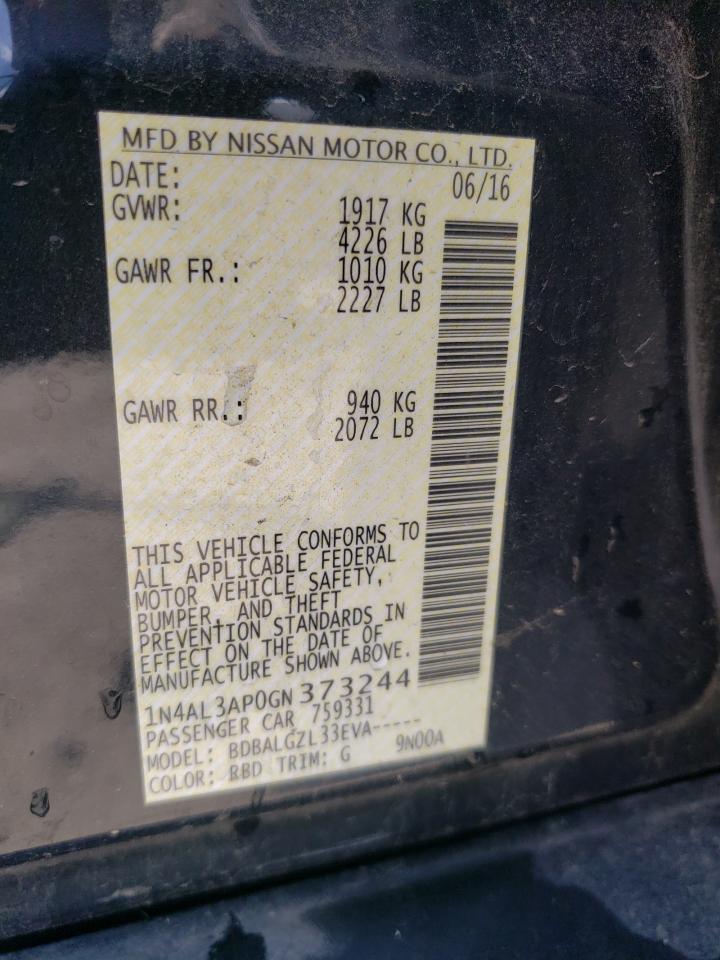 MFD BY NISSAN MOTOR CO., LTD.
DATE: 06/16
GVWR: 1917 KG
4226 LB
GAWR FR.: 1010 KG
2227 LB
GAWR RR.: 940 KG
2072 LB
THIS VEHICLE CONFORMS TO
ALL APPLICABLE FEDERAL
MOTOR VEHICLE SAFETY,
BUMPER, AND THEFT
PREVENTION STANDARDS IN
EFFECT ON THE DATE OF
MANUFACTURE SHOWN ABOVE.
1N4AL3AP0GN373244
PASSENGER CAR 759331
MODEL: BDBALGZL33EVA-----
COLOR: RBD TRIM: G 9N00A